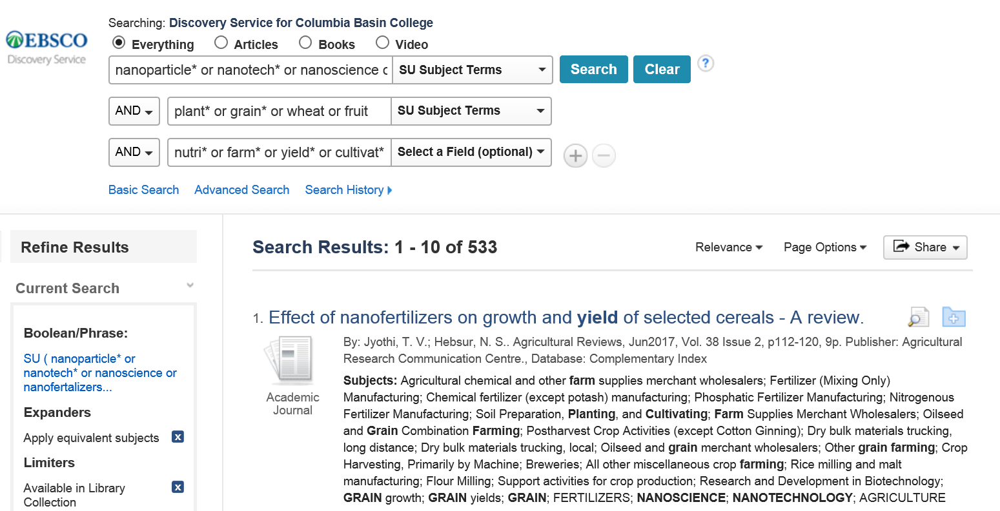 Searching: Discovery Service for Columbia Basin College
EBSCO
Discovery Service
Everything Articles Books Video
nanoparticle* or nanotech* or nanoscience o SU Subject Terms Search Clear ?
AND plant* or grain* or wheat or fruit SU Subject Terms
AND nutri* or farm* or yield* or cultivat* Select a Field (optional)
Basic Search Advanced Search Search History
Refine Results
Current Search
Boolean/Phrase:
SU ( nanoparticle* or
nanotech* or nanoscience or
nanofertalizers...
Expanders
Apply equivalent subjects x
Limiters
Available in Library x
Collection
Search Results: 1 - 10 of 533
Relevance Page Options Share
1. Effect of nanofertilizers on growth and yield of selected cereals - A review.
Academic
Journal
By: Jyothi, T. V.; Hebsur, N. S.. Agricultural Reviews, Jun2017, Vol. 38 Issue 2, p112-120, 9p. Publisher: Agricultural
Research Communication Centre., Database: Complementary Index
Subjects: Agricultural chemical and other farm supplies merchant wholesalers; Fertilizer (Mixing Only)
Manufacturing; Chemical fertilizer (except potash) manufacturing; Phosphatic Fertilizer Manufacturing; Nitrogenous
Fertilizer Manufacturing; Soil Preparation, Planting, and Cultivating; Farm Supplies Merchant Wholesalers; Oilseed
and Grain Combination Farming; Postharvest Crop Activities (except Cotton Ginning); Dry bulk materials trucking,
long distance; Dry bulk materials trucking, local; Oilseed and grain merchant wholesalers; Other grain farming; Crop
Harvesting, Primarily by Machine; Breweries; All other miscellaneous crop farming; Rice milling and malt
manufacturing; Flour Milling; Support activities for crop production; Research and Development in Biotechnology;
GRAIN growth; GRAIN yields; GRAIN; FERTILIZERS; NANOSCIENCE; NANOTECHNOLOGY; AGRICULTURE